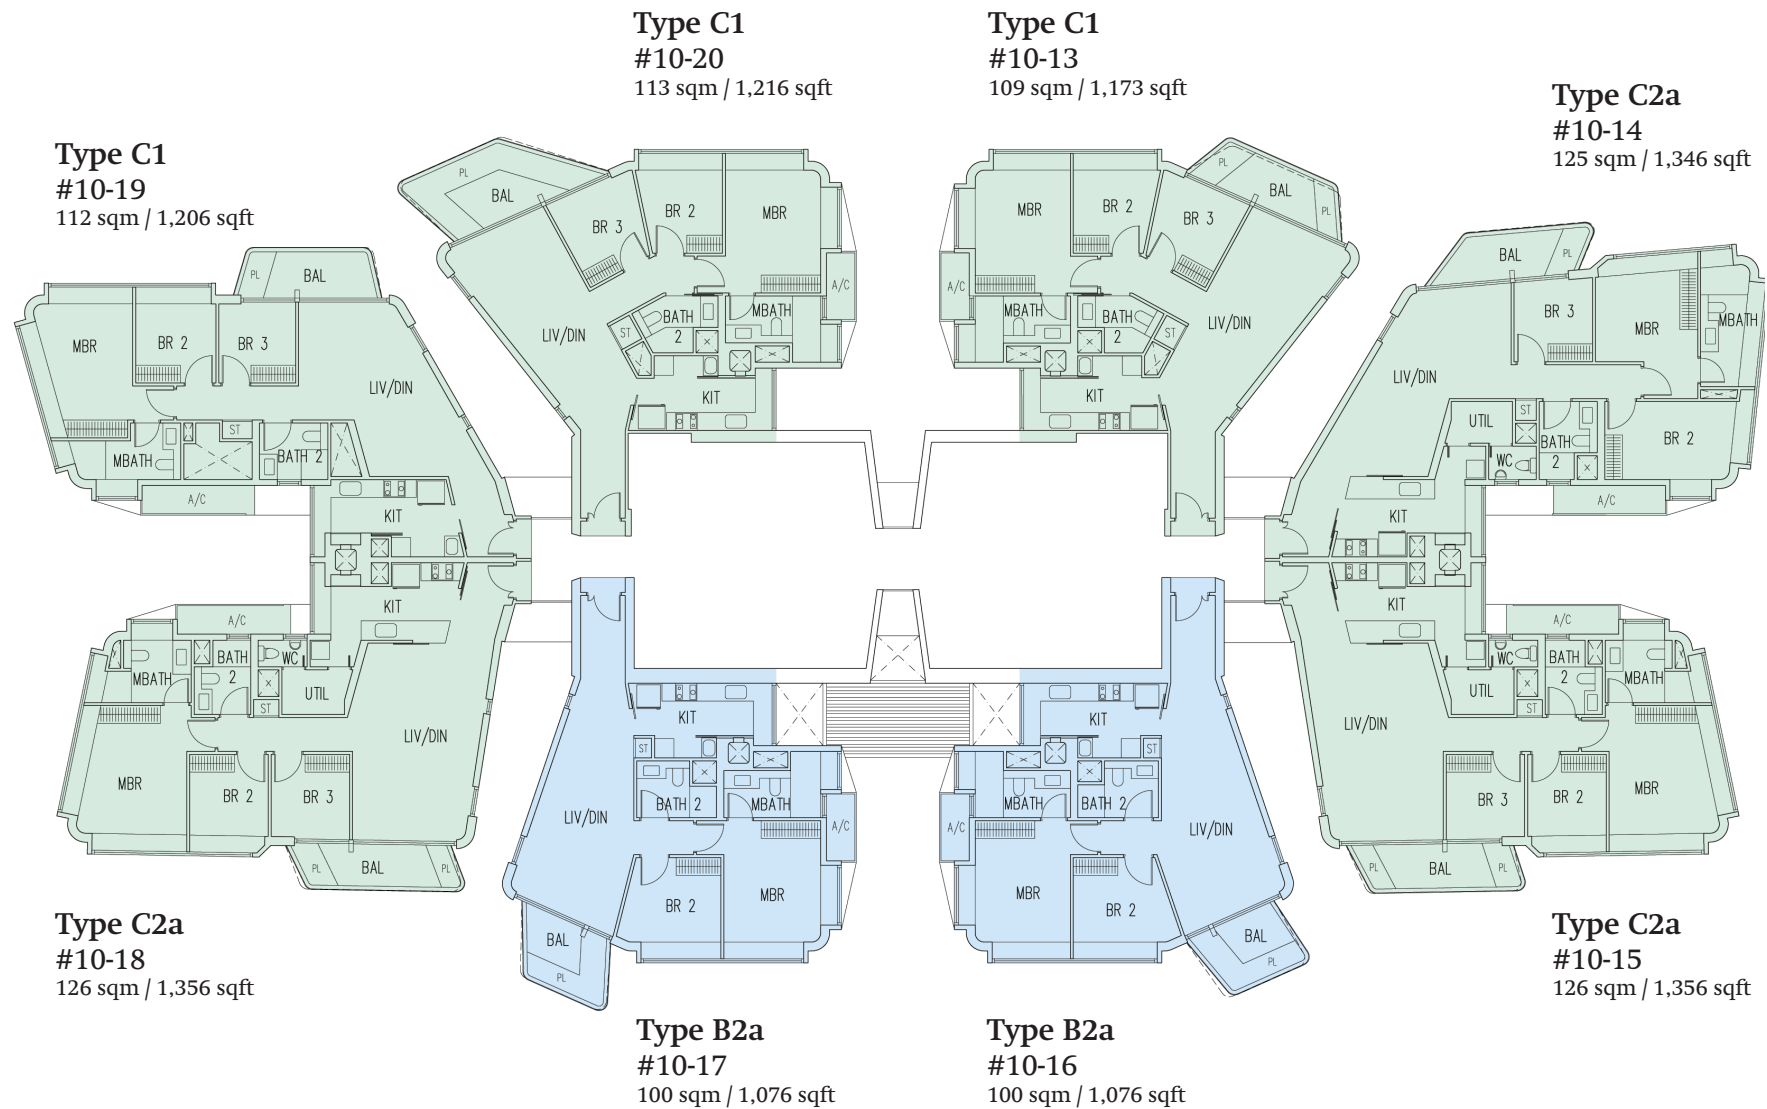 Type C1
#10-20
113 sqm / 1,216 sqft
Type C1
#10-13
109 sqm / 1,173 sqft
Type C2a
#10-14
125 sqm / 1,346 sqft
Type C1
#10-19
112 sqm / 1,206 sqft
PL
BAL
MBR
BR 2
BR 3
LIV/DIN
MBATH
ST
BATH 2
A/C
KIT
PL
BAL
BR 3
BR 2
MBR
A/C
LIV/DIN
ST
BATH
2
MBATH
KIT
PL
BAL
PL
MBR
BR 2
BR 3
A/C
MBATH
BATH
2
ST
LIV/DIN
KIT
BAL
PL
BR 3
MBR
MBATH
LIV/DIN
UTIL
ST
BATH
2
WC
BR 2
A/C
KIT
KIT
A/C
BATH
2
WC
MBATH
UTIL
ST
LIV/DIN
MBR
BR 2
BR 3
PL
BAL
PL
KIT
ST
BATH 2
MBATH
A/C
LIV/DIN
BR 2
MBR
BAL
PL
KIT
ST
MBATH
BATH 2
A/C
LIV/DIN
MBR
BR 2
BAL
PL
KIT
A/C
WC
BATH
2
MBATH
UTIL
ST
LIV/DIN
BR 3
BR 2
MBR
PL
BAL
PL
Type C2a
#10-18
126 sqm / 1,356 sqft
Type B2a
#10-17
100 sqm / 1,076 sqft
Type B2a
#10-16
100 sqm / 1,076 sqft
Type C2a
#10-15
126 sqm / 1,356 sqft